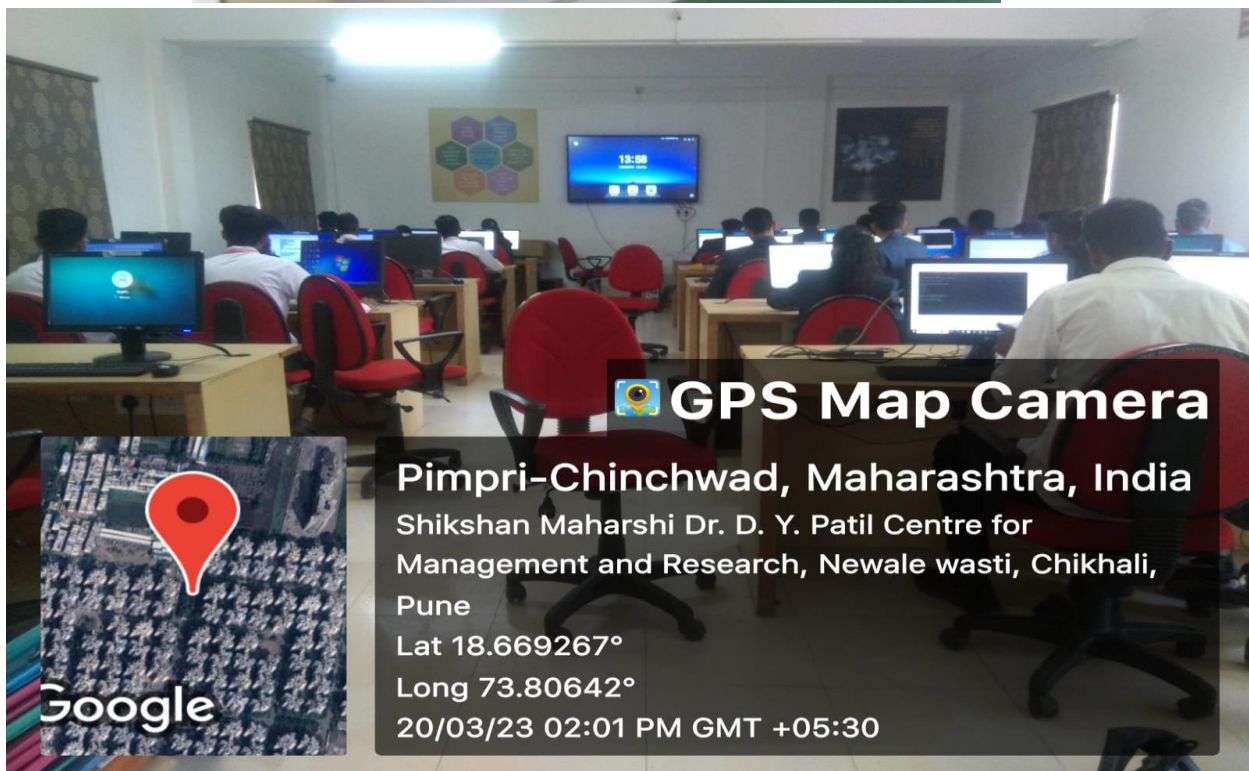 13:58
GPS Map Camera
Pimpri-Chinchwad, Maharashtra, India
Shikshan Maharshi Dr. D. Y. Patil Centre for
Management and Research, Newale wasti, Chikhali,
Pune
Lat 18.669267°
Long 73.80642°
20/03/23 02:01 PM GMT +05:30
Google